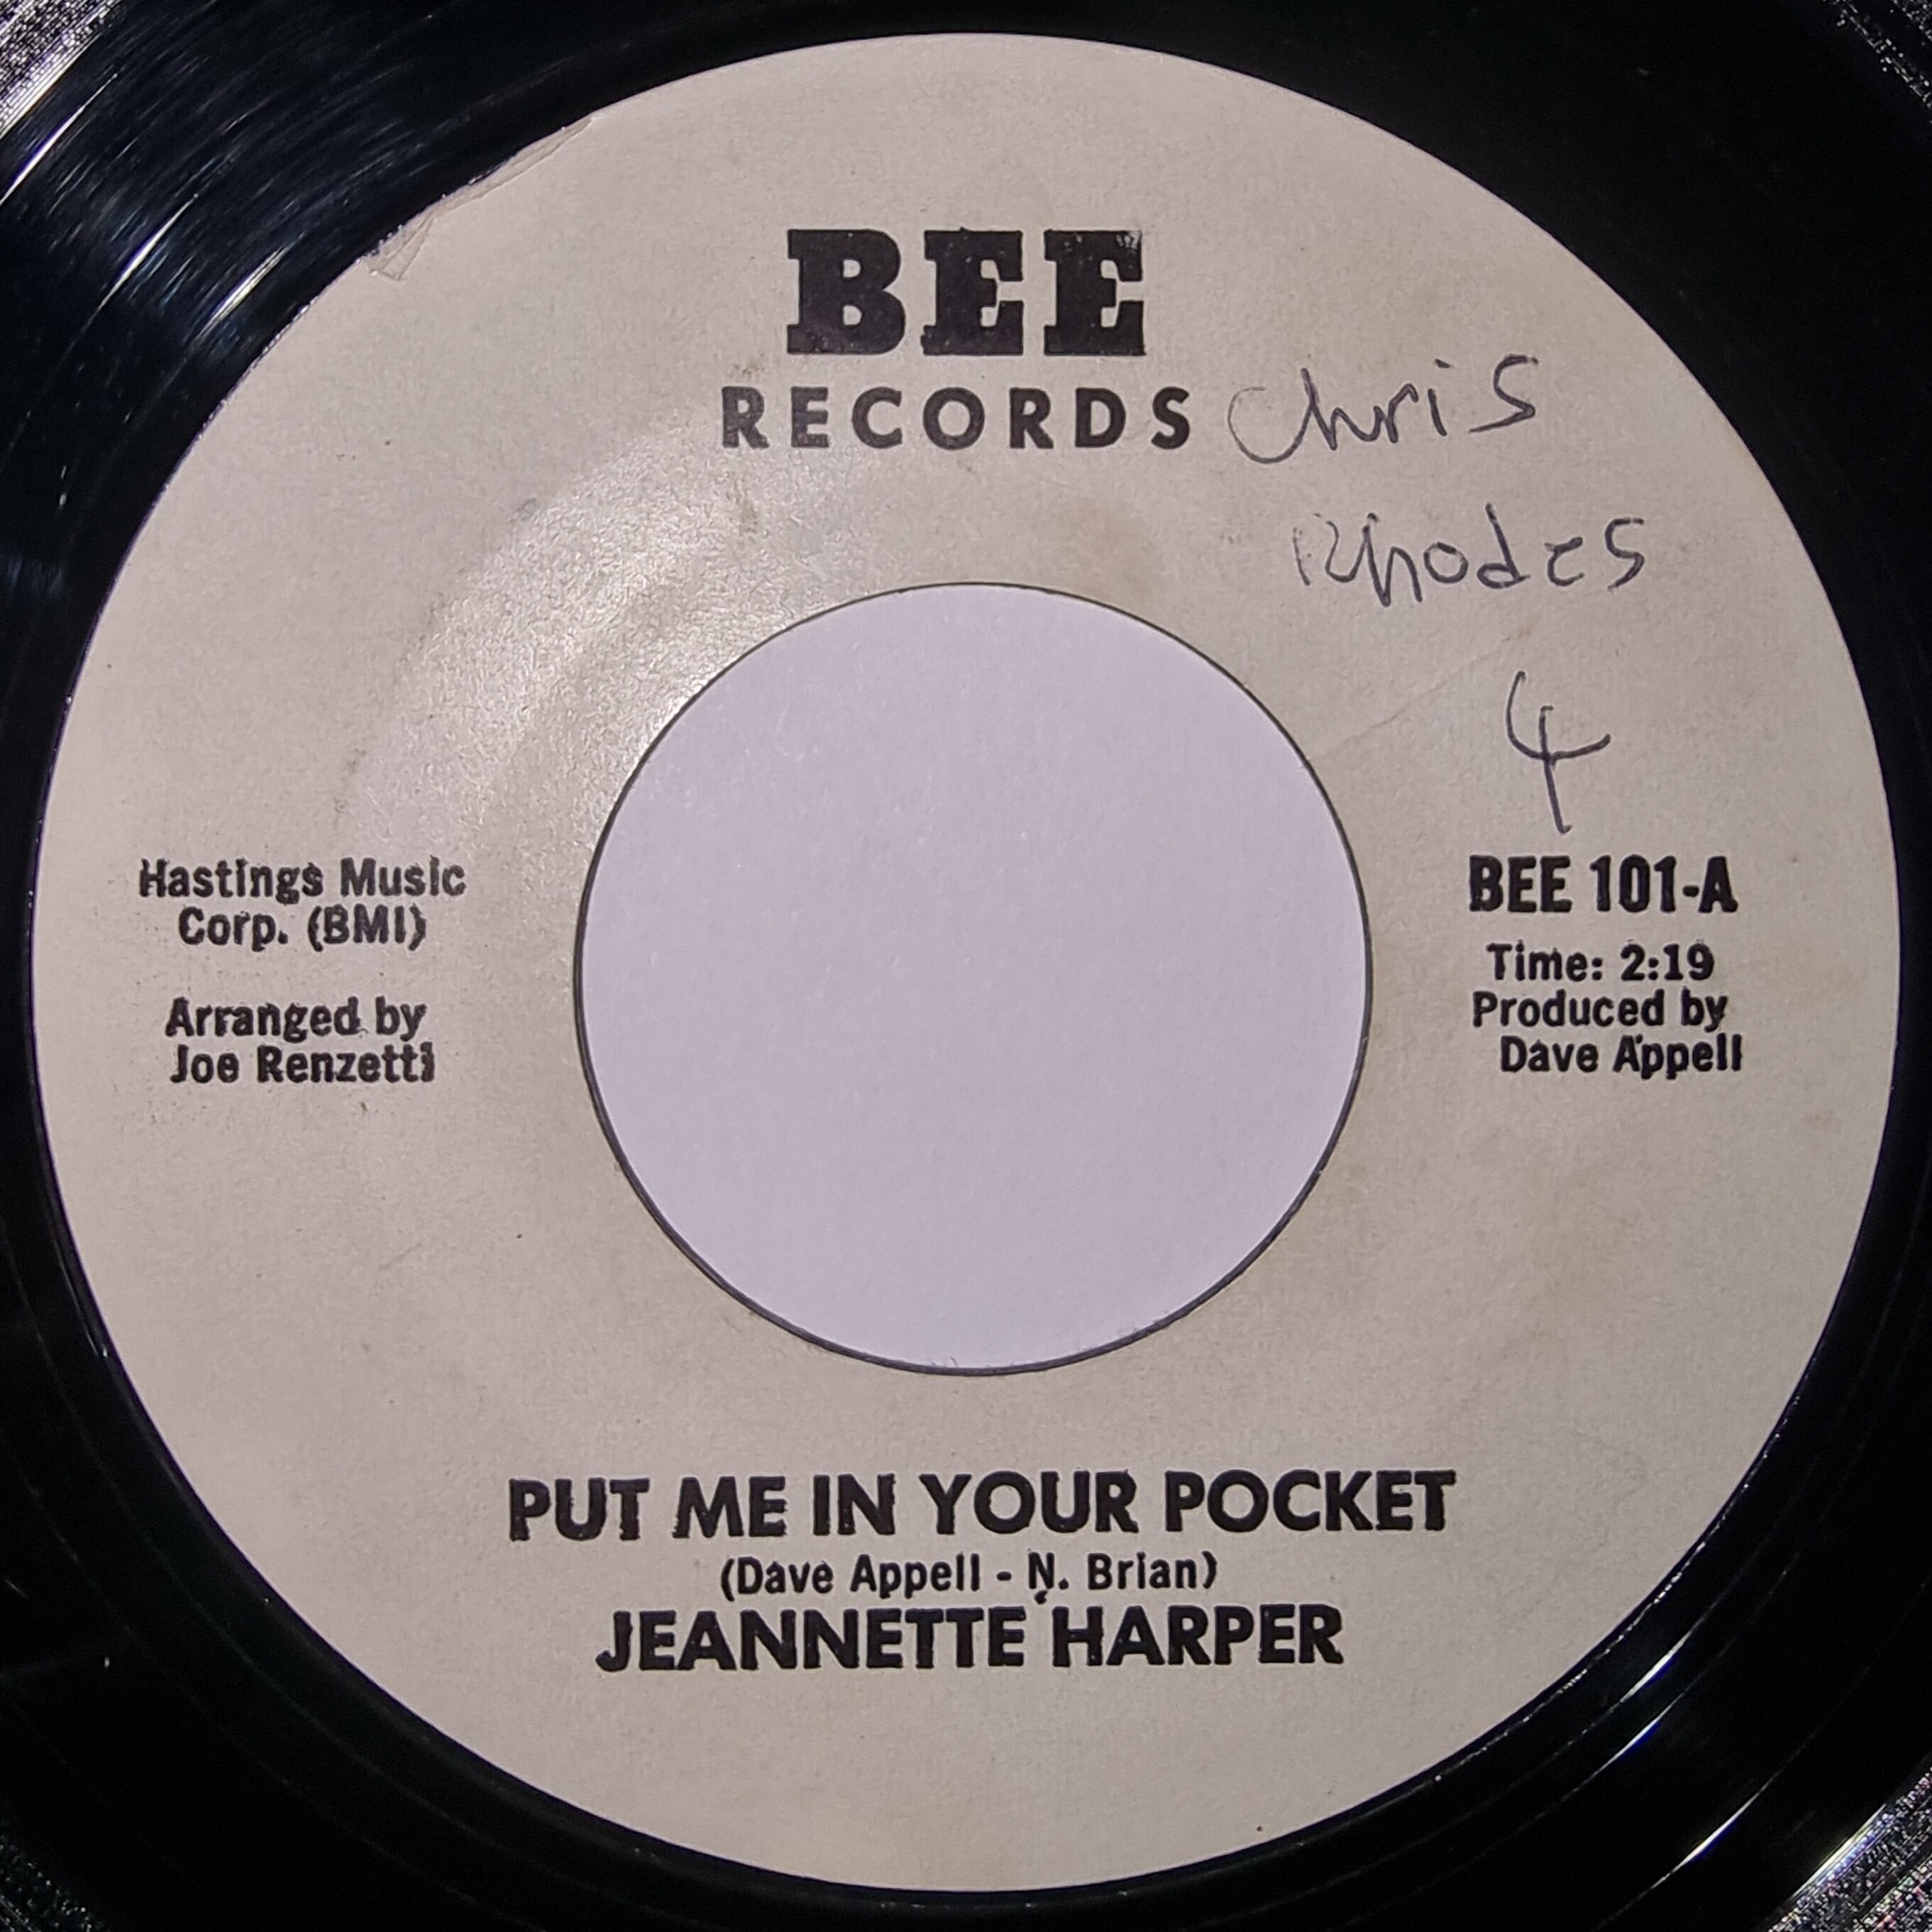 BEE
RECORDS
Chris
Rhodes
4
Hastings Music
Corp. (BMI)
Arranged by
Joe Renzetti
BEE 101-A
Time: 2:19
Produced by
Dave Appell
PUT ME IN YOUR POCKET
(Dave Appell - N. Brian)
JEANNETTE HARPER